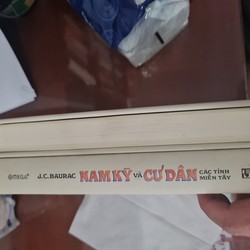 OMEGA+ J.C. BAURAC NAM KỲ VÀ CƯ DÂN CÁC TỈNH
MIỀN TÂY